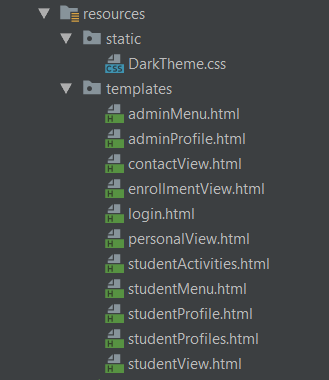 resources
static
DarkTheme.css
templates
adminMenu.html
adminProfile.html
contactView.html
enrollmentView.html
login.html
personalView.html
studentActivities.html
studentMenu.html
studentProfile.html
studentProfiles.html
studentView.html